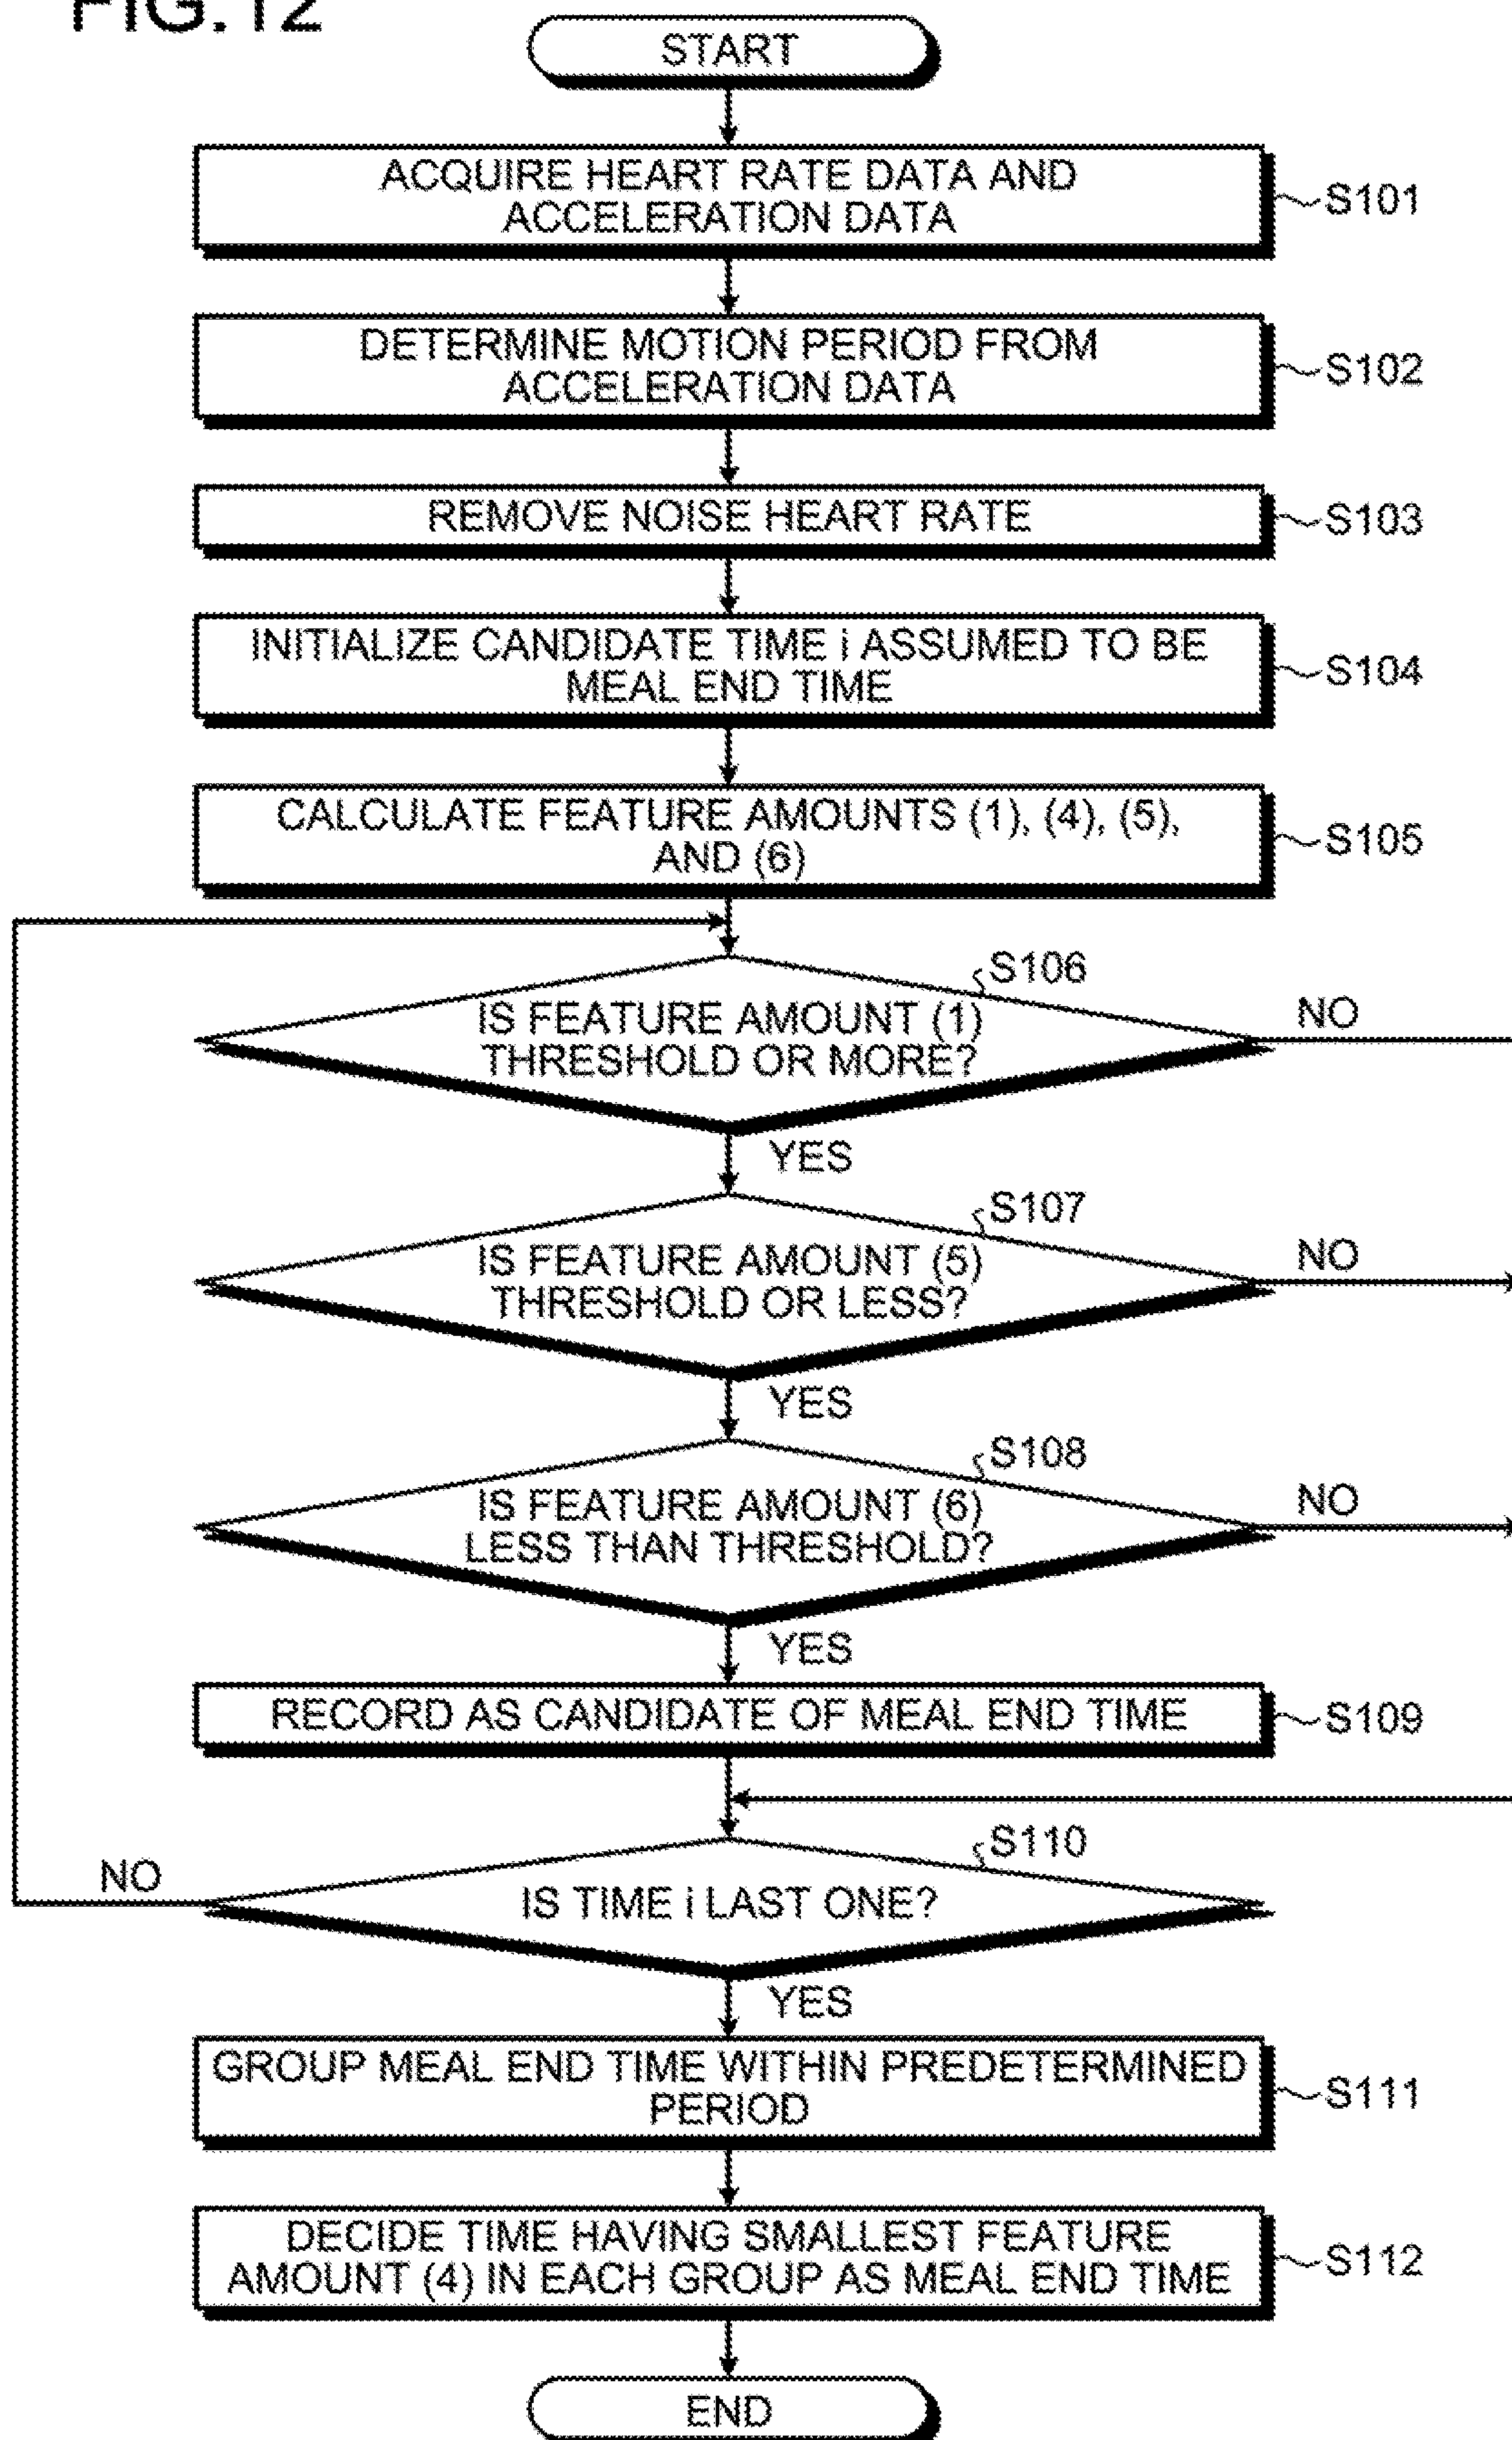 FIG.12
START
ACQUIRE HEART RATE DATA AND
ACCELERATION DATA
S101
DETERMINE MOTION PERIOD FROM
ACCELERATION DATA
S102
REMOVE NOISE HEART RATE
S103
INITIALIZE CANDIDATE TIME i ASSUMED TO BE
MEAL END TIME
S104
CALCULATE FEATURE AMOUNTS (1), (4), (5),
AND (6)
S105
S106
IS FEATURE AMOUNT (1)
THRESHOLD OR MORE?
NO
YES
S107
IS FEATURE AMOUNT (5)
THRESHOLD OR LESS?
NO
YES
S108
IS FEATURE AMOUNT (6)
LESS THAN THRESHOLD?
NO
YES
RECORD AS CANDIDATE OF MEAL END TIME
S109
S110
NO
IS TIME i LAST ONE?
YES
GROUP MEAL END TIME WITHIN PREDETERMINED
PERIOD
S111
DECIDE TIME HAVING SMALLEST FEATURE
AMOUNT (4) IN EACH GROUP AS MEAL END TIME
S112
END